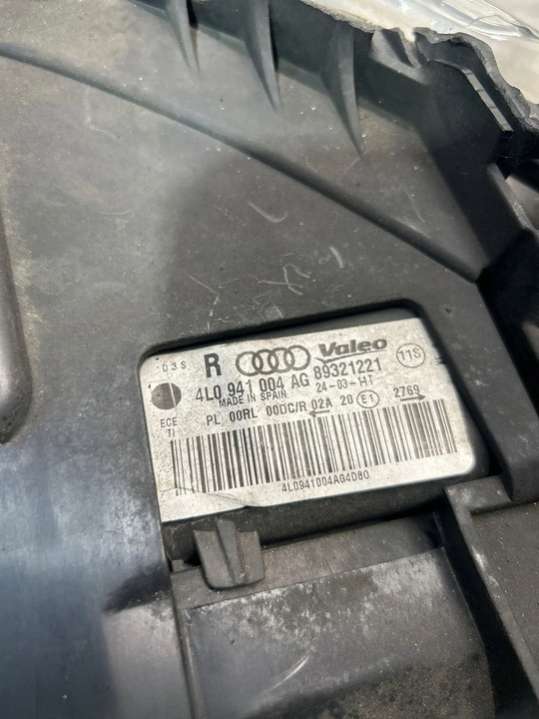 03S R Valeo 11S
4L0 941 004 AG 89321221
MADE IN SPAIN 24-03-HT
ECE PL 00RL 00DC/R 02A 20 E1 2769
4L0941004AG4080